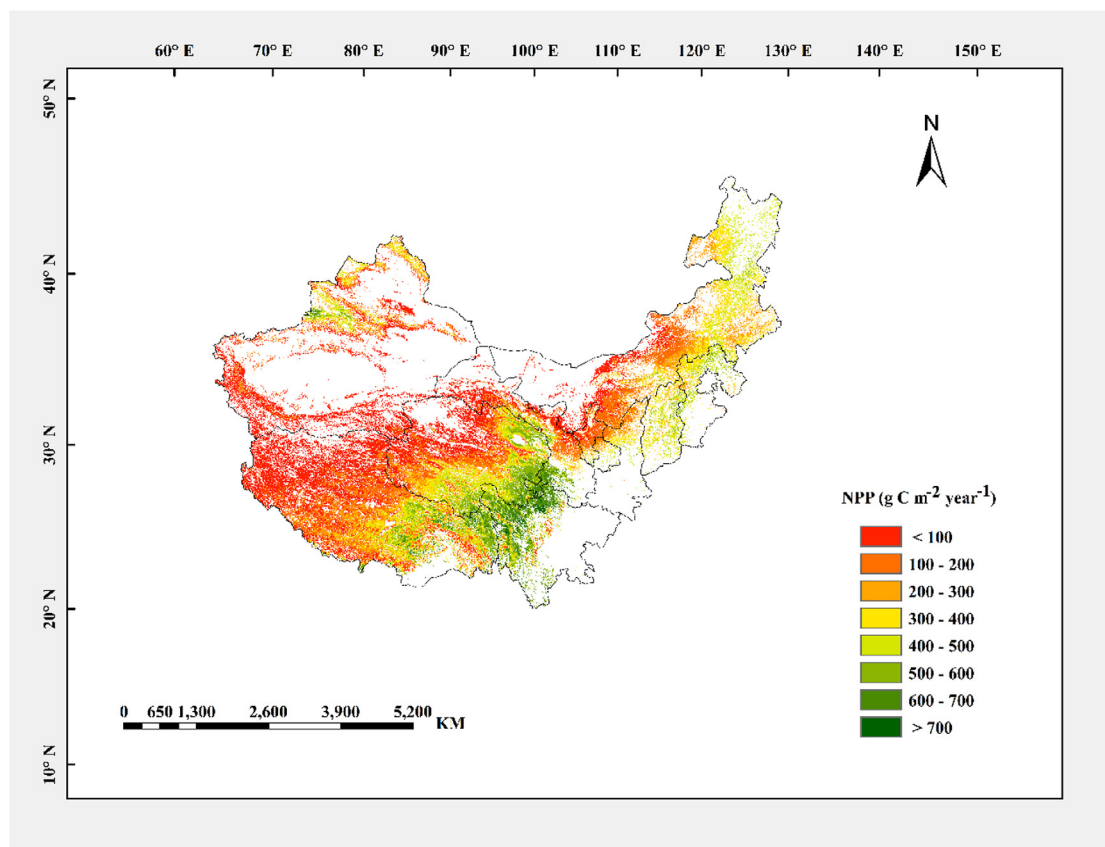 60° E 70° E 80° E 90° E 100° E 110° E 120° E 130° E 140° E 150° E
50° N
N
40° N
30° N
NPP (g C m-2 year-1)
< 100
100 - 200
200 - 300
20° N
300 - 400
400 - 500
500 - 600
600 - 700
0 650 1,300 2,600 3,900 5,200
KM
> 700
10° N